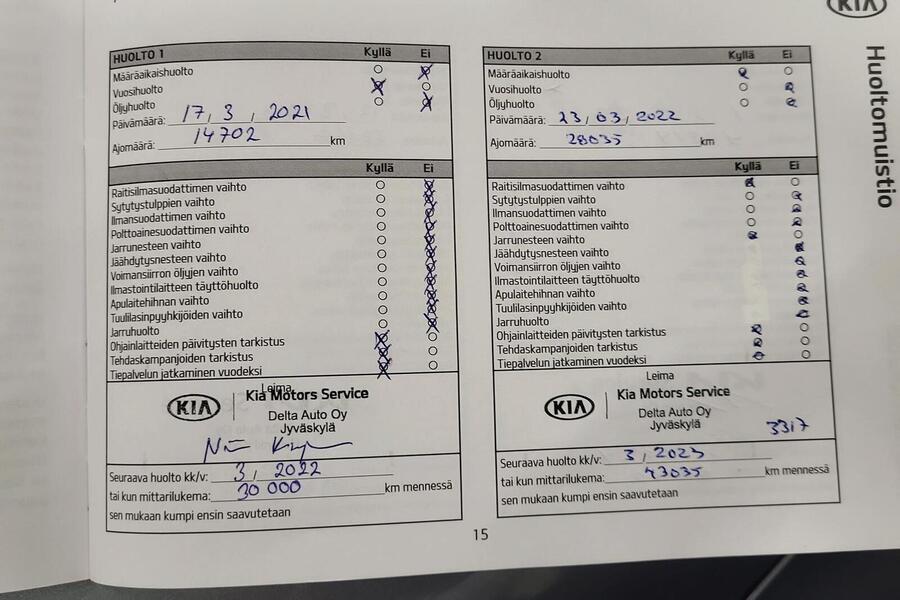 KIA
Huoltomuistio
HUOLTO 1 Kyllä Ei
Määräaikaishuolto
Vuosihuolto
Öljyhuolto
Päivämäärä: 17, 3, 2021
Ajomäärä: 14702 km
Kyllä Ei
Raitisilmasuodattimen vaihto
Sytytystulppien vaihto
Ilmansuodattimen vaihto
Polttoainesuodattimen vaihto
Jarrunesteen vaihto
Jäähdytysnesteen vaihto
Voimansiirron öljyjen vaihto
Ilmastointilaitteen täyttöhuolto
Apulaitehihnan vaihto
Tuulilasinpyyhkijöiden vaihto
Jarruhuolto
Ohjainlaitteiden päivitysten tarkistus
Tehdaskampanjoiden tarkistus
Tiepalvelun jatkaminen vuodeksi
Leima
KIA Kia Motors Service
Delta Auto Oy
Jyväskylä
Seuraava huolto kk/v: 3, 2022
tai kun mittarilukema: 30 000 km mennessä
sen mukaan kumpi ensin saavutetaan
HUOLTO 2 Kyllä Ei
Määräaikaishuolto
Vuosihuolto
Öljyhuolto
Päivämäärä: 23, 03, 2022
Ajomäärä: 28035 km
Kyllä Ei
Raitisilmasuodattimen vaihto
Sytytystulppien vaihto
Ilmansuodattimen vaihto
Polttoainesuodattimen vaihto
Jarrunesteen vaihto
Jäähdytysnesteen vaihto
Voimansiirron öljyjen vaihto
Ilmastointilaitteen täyttöhuolto
Apulaitehihnan vaihto
Tuulilasinpyyhkijöiden vaihto
Jarruhuolto
Ohjainlaitteiden päivitysten tarkistus
Tehdaskampanjoiden tarkistus
Tiepalvelun jatkaminen vuodeksi
Leima
KIA Kia Motors Service
Delta Auto Oy
Jyväskylä
3317
Seuraava huolto kk/v: 3, 2023
tai kun mittarilukema: 43035 km mennessä
sen mukaan kumpi ensin saavutetaan
15